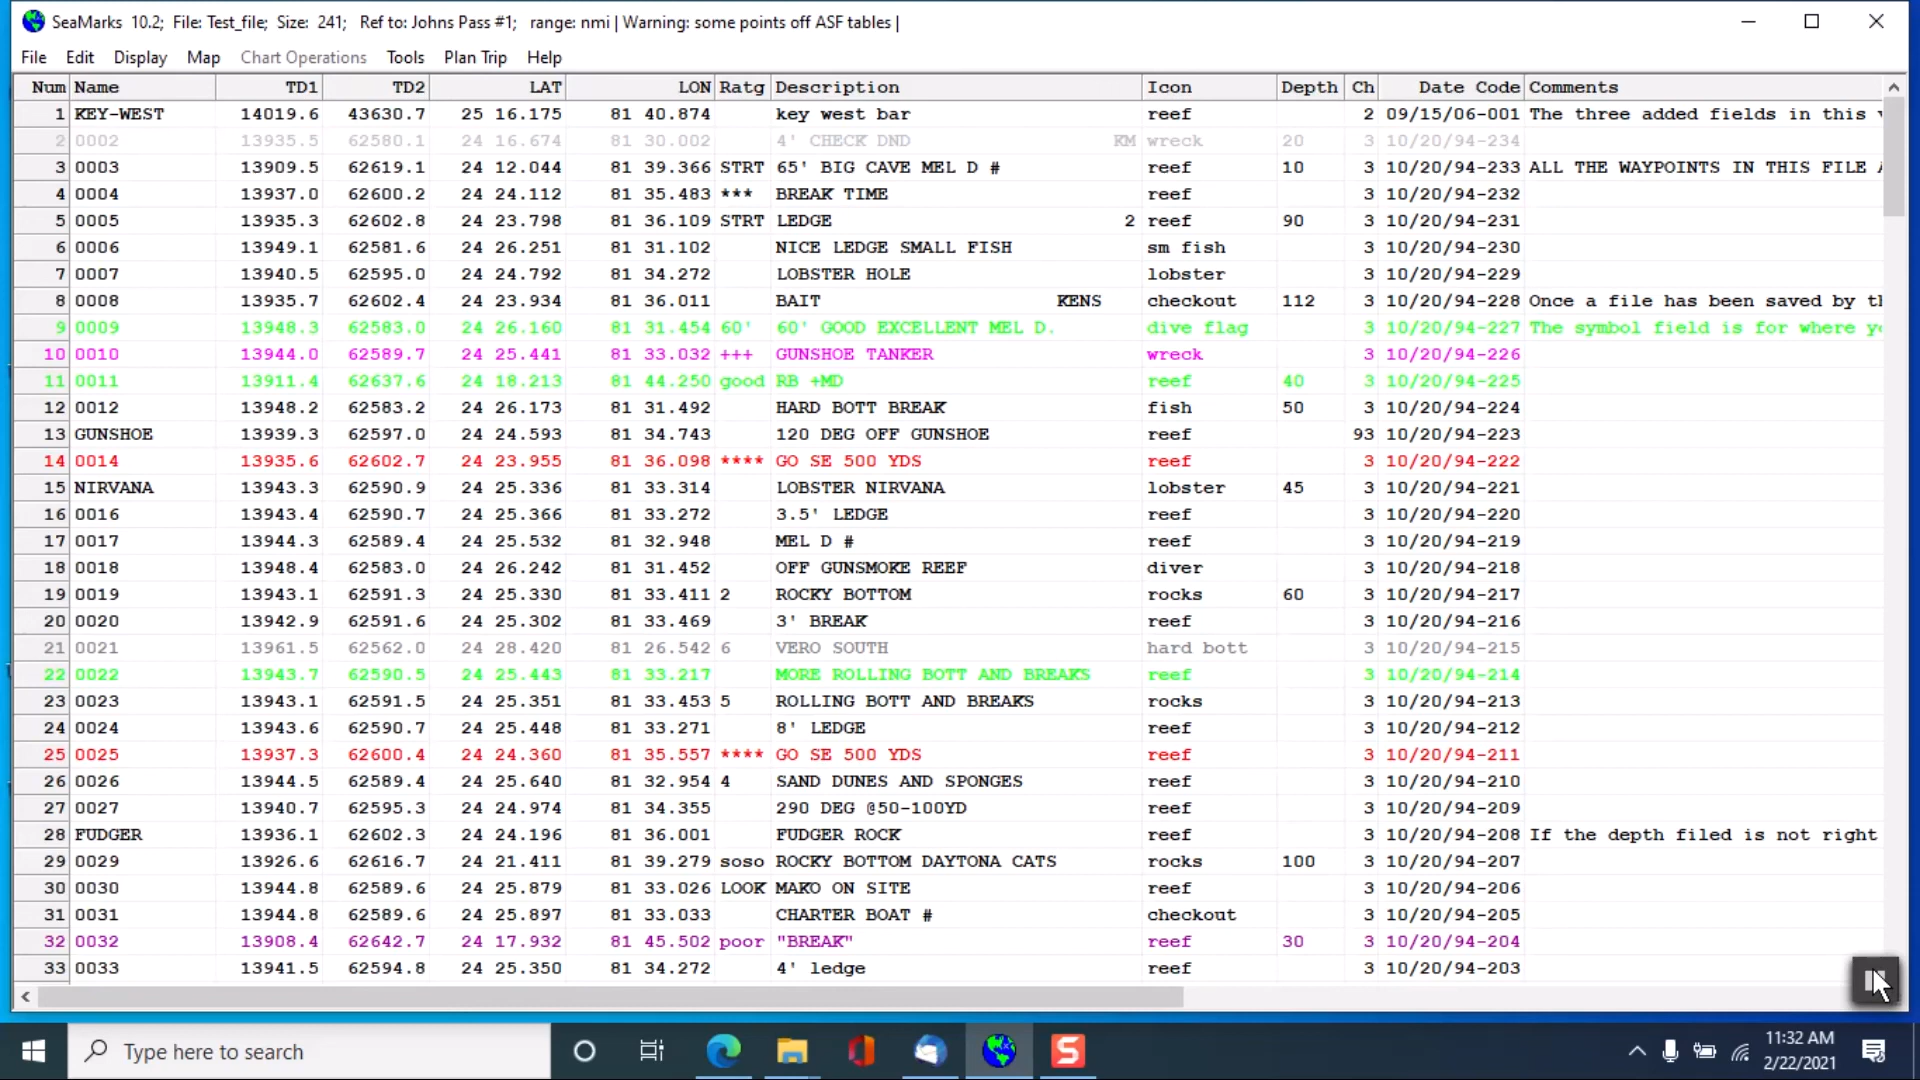 SeaMarks 10.2; File: Test_file; Size: 241; Ref to: Johns Pass #1; range: nmi | Warning: some points off ASF tables |
File Edit Display Map Chart Operations Tools Plan Trip Help
Num Name TD1 TD2 LAT LON Ratg Description Icon Depth Ch Date Code Comments
1 KEY-WEST 14019.6 43630.7 25 16.175 81 40.874 key west bar reef 2 09/15/06-001 The three added fields in this
2 0002 13935.5 62580.1 24 16.674 81 30.002 4' CHECK DND KM wreck 20 3 10/20/94-234
3 0003 13909.5 62619.1 24 12.044 81 39.366 STRT 65' BIG CAVE MEL D # reef 10 3 10/20/94-233 ALL THE WAYPOINTS IN THIS FILE
4 0004 13937.0 62600.2 24 24.112 81 35.483 *** BREAK TIME reef 3 10/20/94-232
5 0005 13935.3 62602.8 24 23.798 81 36.109 STRT LEDGE 2 reef 90 3 10/20/94-231
6 0006 13949.1 62581.6 24 26.251 81 31.102 NICE LEDGE SMALL FISH sm fish 3 10/20/94-230
7 0007 13940.5 62595.0 24 24.792 81 34.272 LOBSTER HOLE lobster 3 10/20/94-229
8 0008 13935.7 62602.4 24 23.934 81 36.011 BAIT KENS checkout 112 3 10/20/94-228 Once a file has been saved by
9 0009 13948.3 62583.0 24 26.160 81 31.454 60' 60' GOOD EXCELLENT MEL D. dive flag 3 10/20/94-227 The symbol field is for where
10 0010 13944.0 62589.7 24 25.441 81 33.032 +++ GUNSHOE TANKER wreck 3 10/20/94-226
11 0011 13911.4 62637.6 24 18.213 81 44.250 good RB +MD reef 40 3 10/20/94-225
12 0012 13948.2 62583.2 24 26.173 81 31.492 HARD BOTT BREAK fish 50 3 10/20/94-224
13 GUNSHOE 13939.3 62597.0 24 24.593 81 34.743 120 DEG OFF GUNSHOE reef 93 10/20/94-223
14 0014 13935.6 62602.7 24 23.955 81 36.098 **** GO SE 500 YDS reef 3 10/20/94-222
15 NIRVANA 13943.3 62590.9 24 25.336 81 33.314 LOBSTER NIRVANA lobster 45 3 10/20/94-221
16 0016 13943.4 62590.7 24 25.366 81 33.272 3.5' LEDGE reef 3 10/20/94-220
17 0017 13944.3 62589.4 24 25.532 81 32.948 MEL D # reef 3 10/20/94-219
18 0018 13948.4 62583.0 24 26.242 81 31.452 OFF GUNSMOKE REEF diver 3 10/20/94-218
19 0019 13943.1 62591.3 24 25.330 81 33.411 2 ROCKY BOTTOM rocks 60 3 10/20/94-217
20 0020 13942.9 62591.6 24 25.302 81 33.469 3' BREAK reef 3 10/20/94-216
21 0021 13961.5 62562.0 24 28.420 81 26.542 6 VERO SOUTH hard bott 3 10/20/94-215
22 0022 13943.7 62590.5 24 25.443 81 33.217 MORE ROLLING BOTT AND BREAKS reef 3 10/20/94-214
23 0023 13943.1 62591.5 24 25.351 81 33.453 5 ROLLING BOTT AND BREAKS rocks 3 10/20/94-213
24 0024 13943.6 62590.7 24 25.448 81 33.271 8' LEDGE reef 3 10/20/94-212
25 0025 13937.3 62600.4 24 24.360 81 35.557 **** GO SE 500 YDS reef 3 10/20/94-211
26 0026 13944.5 62589.4 24 25.640 81 32.954 4 SAND DUNES AND SPONGES reef 3 10/20/94-210
27 0027 13940.7 62595.3 24 24.974 81 34.355 290 DEG @50-100YD reef 3 10/20/94-209
28 FUDGER 13936.1 62602.3 24 24.196 81 36.001 FUDGER ROCK reef 3 10/20/94-208 If the depth filed is not right
29 0029 13926.6 62616.7 24 21.411 81 39.279 soso ROCKY BOTTOM DAYTONA CATS rocks 100 3 10/20/94-207
30 0030 13944.8 62589.6 24 25.879 81 33.026 LOOK MAKO ON SITE reef 3 10/20/94-206
31 0031 13944.8 62589.6 24 25.897 81 33.033 CHARTER BOAT # checkout 3 10/20/94-205
32 0032 13908.4 62642.7 24 17.932 81 45.502 poor "BREAK" reef 30 3 10/20/94-204
33 0033 13941.5 62594.8 24 25.350 81 34.272 4' ledge reef 3 10/20/94-203
Type here to search
S
11:32 AM
2/22/2021